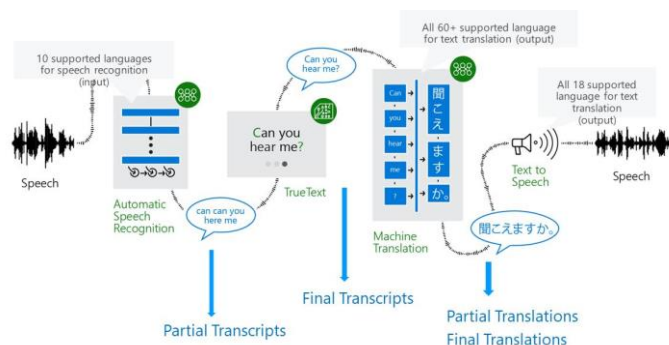 10 supported languages
for speech recognition
(input)
Speech
Automatic
Speech
Recognition
can can you
here me
Partial Transcripts
Can you
hear me?
TrueText
Can you
hear me?
Final Transcripts
All 60+ supported language
for text translation (output)
Can
you
hear
me
?
聞こえ
ます
か。
Machine
Translation
聞こえますか。
Partial Translations
Final Translations
All 18 supported
language for text
translation
(output)
Text to
Speech
Speech